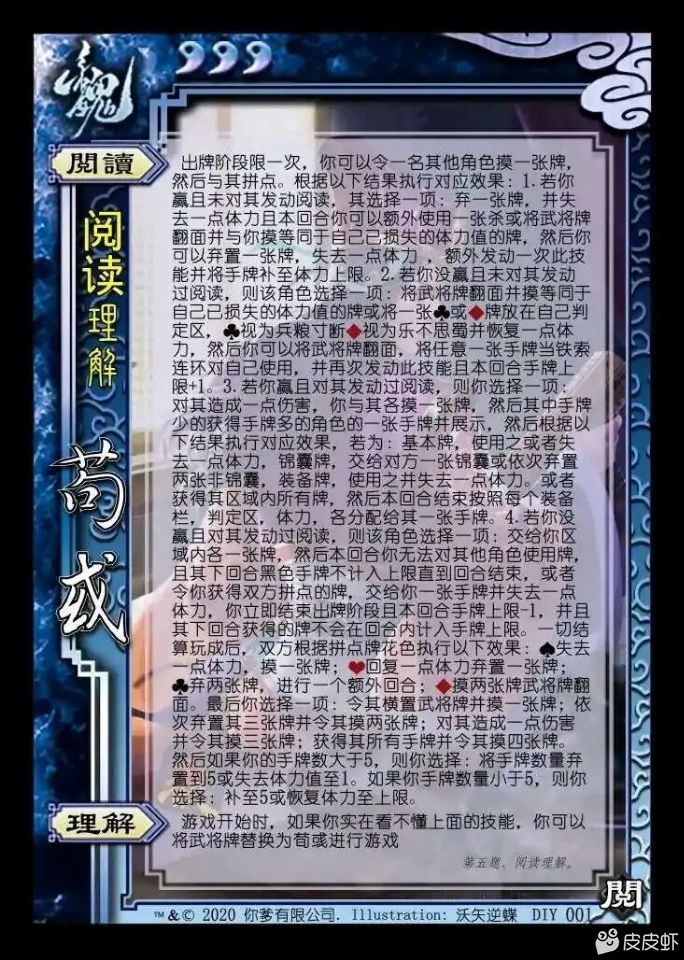 魏
閱讀
阅读理解
苟或
出牌阶段限一次，你可以令一名其他角色摸一张牌，
然后与其拼点。根据以下结果执行对应效果：1.若你
赢且未对其发动阅读，其选择一项：弃一张牌，并失
去一点体力且本回合你可以额外使用一张杀或将武将牌
翻面并与你摸等同于自己已损失的体力值的牌，然后你
可以弃置一张牌，失去一点体力 ，额外发动一次此技
能并将手牌补至体力上限。2.若你没赢且未对其发动
过阅读，则该角色选择一项：将武将牌翻面并摸等同于
自己已损失的体力值的牌或将一张♣或♦牌放在自己判
定区，♣视为兵粮寸断♦视为乐不思蜀并恢复一点体
力，然后你可以将武将牌翻面，将任意一张手牌当铁索
连环对自己使用，并再次发动此技能且本回合手牌上
限+1。3.若你赢且对其发动过阅读，则你选择一项：
对其造成一点伤害，你与其各摸一张牌，然后其中手牌
少的获得手牌多的角色的一张手牌并展示，然后根据以
下结果执行对应效果，若为：基本牌，使用之或者失
去一点体力，锦囊牌，交给对方一张锦囊或依次弃置
两张非锦囊，装备牌，使用之并失去一点体力。或者
获得其区域内所有牌，然后本回合结束按照每个装备
栏，判定区，体力，各分配给其一张手牌。4.若你没
赢且对其发动过阅读，则该角色选择一项：交给你区
域内各一张牌，然后本回合你无法对其他角色使用牌，
且其下回合黑色手牌不计入上限直到回合结束，或者
令你获得双方拼点的牌，交给你一张手牌并失去一点
体力，你立即结束出牌阶段且本回合手牌上限-1，并且
其下回合获得的牌不会在回合内计入手牌上限。一切结
算玩成后，双方根据拼点牌花色执行以下效果：♠失去
一点体力，摸一张牌；♥回复一点体力弃置一张牌；
♣弃两张牌，进行一个额外回合；♦摸两张牌武将牌翻
面。最后你选择一项：令其横置武将牌并摸一张牌；依
次弃置其三张牌并令其摸两张牌；对其造成一点伤害
并令其摸三张牌；获得其所有手牌并令其摸四张牌。
然后如果你的手牌数大于5，则你选择：将手牌数量弃
置到5或失去体力值至1。如果你手牌数量小于5，则你
选择：补至5或恢复体力至上限。
理解
游戏开始时，如果你实在看不懂上面的技能，你可以
将武将牌替换为荀彧进行游戏
第五题，阅读理解。
閱
™&© 2020 你爹有限公司. Illustration: 沃矢逆蝶 DIY 001
皮皮虾